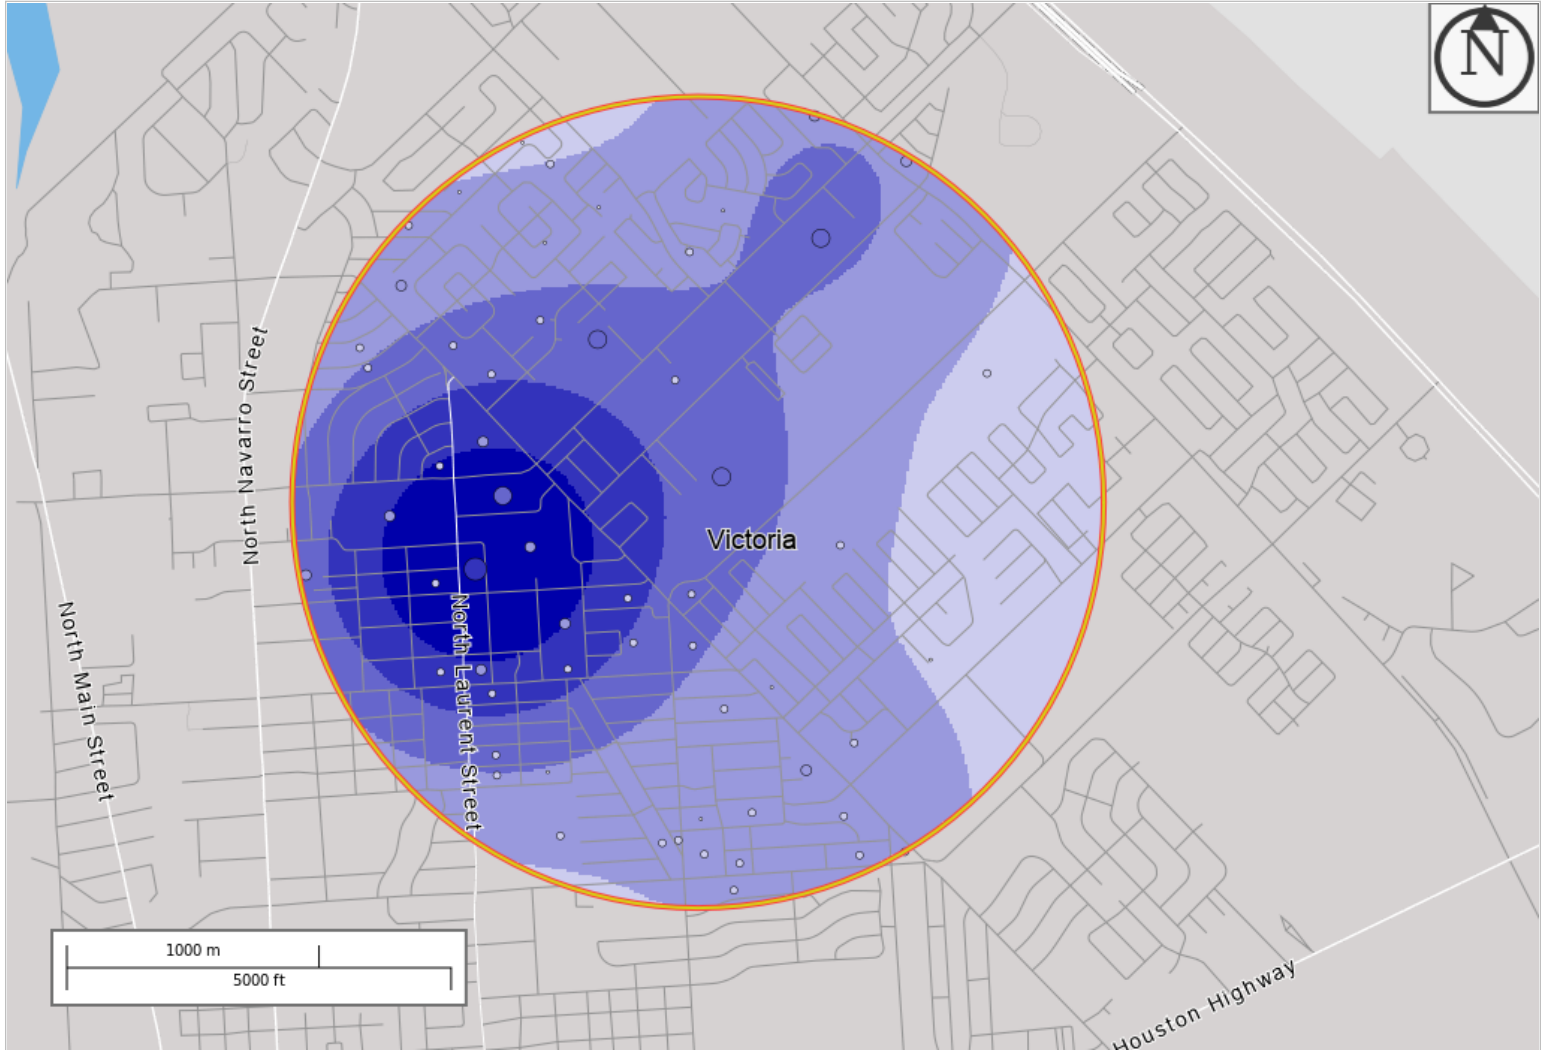 N
North Navarro Street
Victoria
North Main Street
North Laurent Street
1000 m
5000 ft
Houston Highway